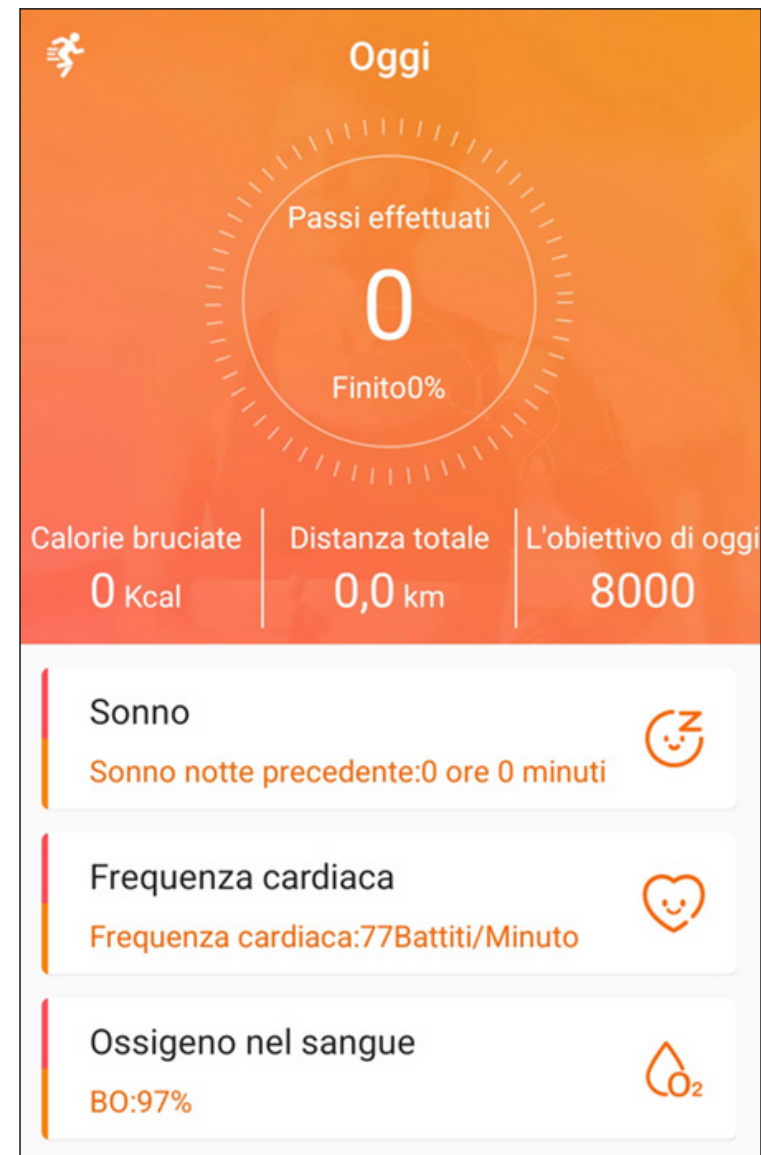 Oggi
Passi effettuati
0
Finito0%
Calorie bruciate
0 Kcal
Distanza totale
0,0 km
L'obiettivo di oggi
8000
Sonno
Sonno notte precedente:0 ore 0 minuti
Frequenza cardiaca
Frequenza cardiaca:77Battiti/Minuto
Ossigeno nel sangue
BO:97%
O2